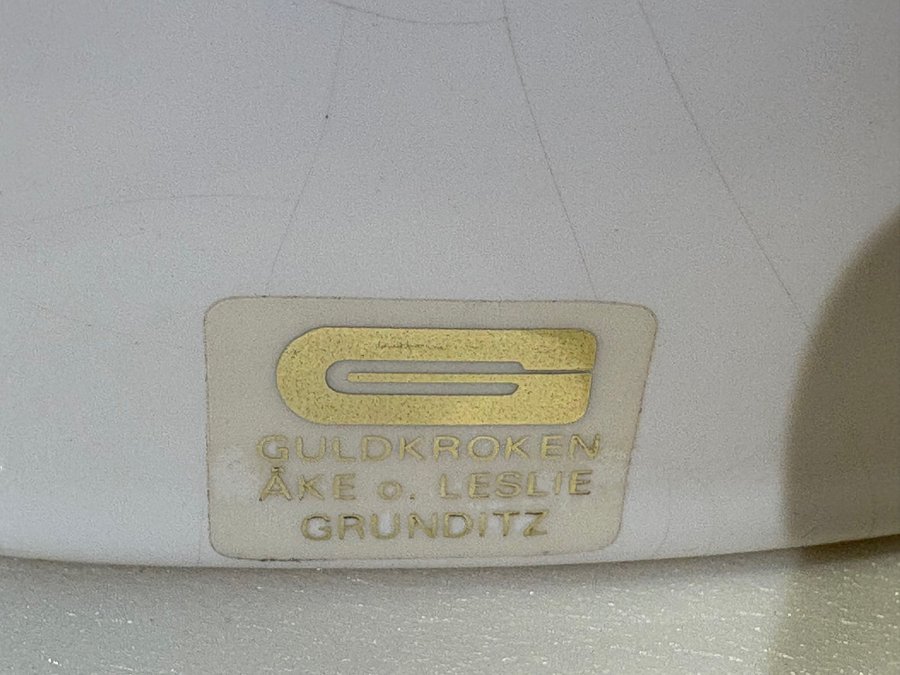 GULDKROKEN
ÅKE o. LESLIE
GRUNDITZ